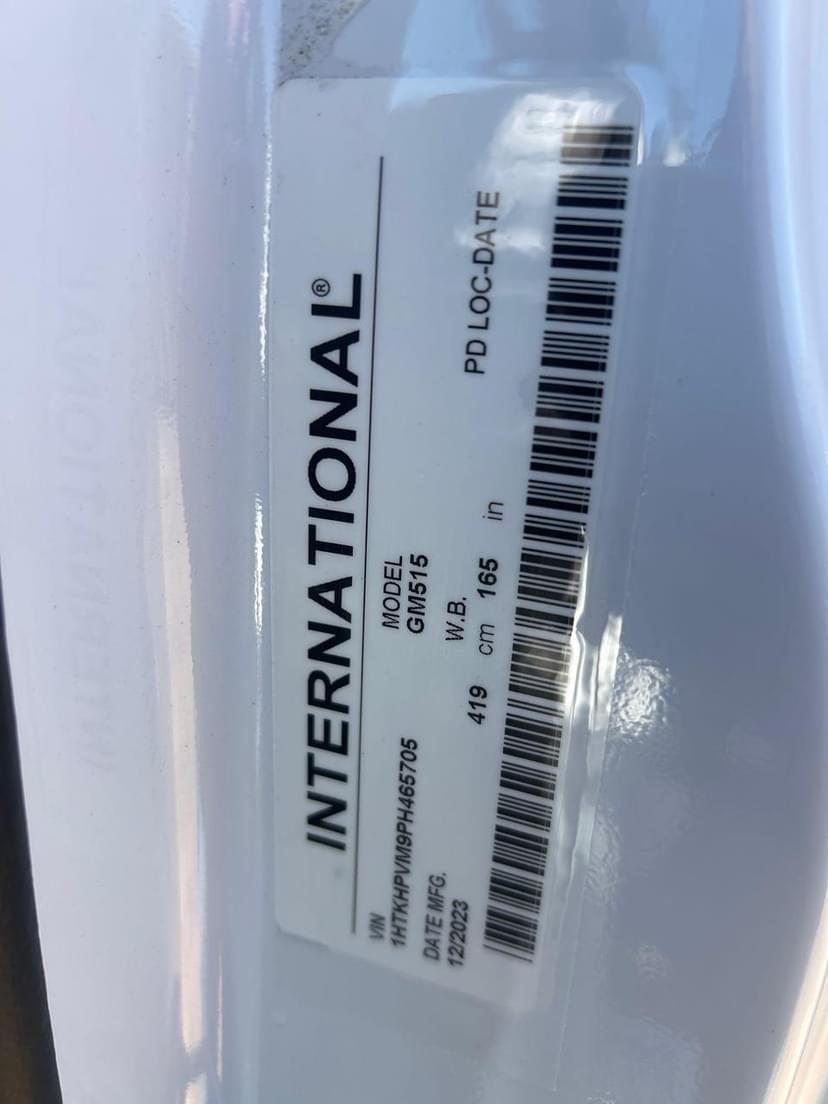 INTERNATIONAL®
VIN
1HTKHPVM9PH465705
MODEL
GM515
DATE MFG.
12/2023
W.B.
419 cm 165 in
PD LOC-DATE